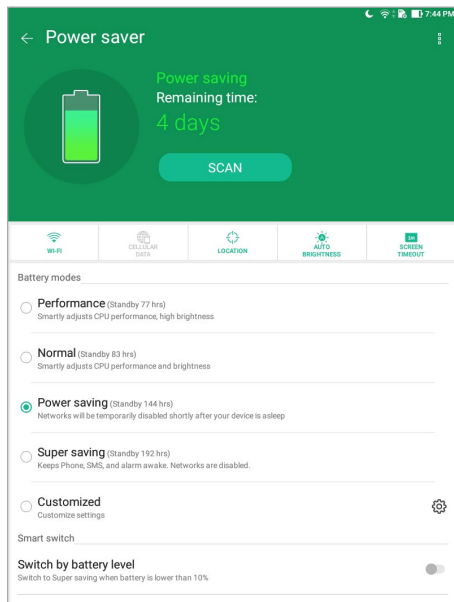 7:44 PM
Power saver
Power saving
Remaining time:
4 days
SCAN
WI-FI
CELLULAR
DATA
LOCATION
AUTO
BRIGHTNESS
1m
SCREEN
TIMEOUT
Battery modes
Performance (Standby 77 hrs)
Smartly adjusts CPU performance, high brightness
Normal (Standby 83 hrs)
Smartly adjusts CPU performance and brightness
Power saving (Standby 144 hrs)
Networks will be temporarily disabled shortly after your device is asleep
Super saving (Standby 192 hrs)
Keeps Phone, SMS, and alarm awake. Networks are disabled.
Customized
Customize settings
Smart switch
Switch by battery level
Switch to Super saving when battery is lower than 10%